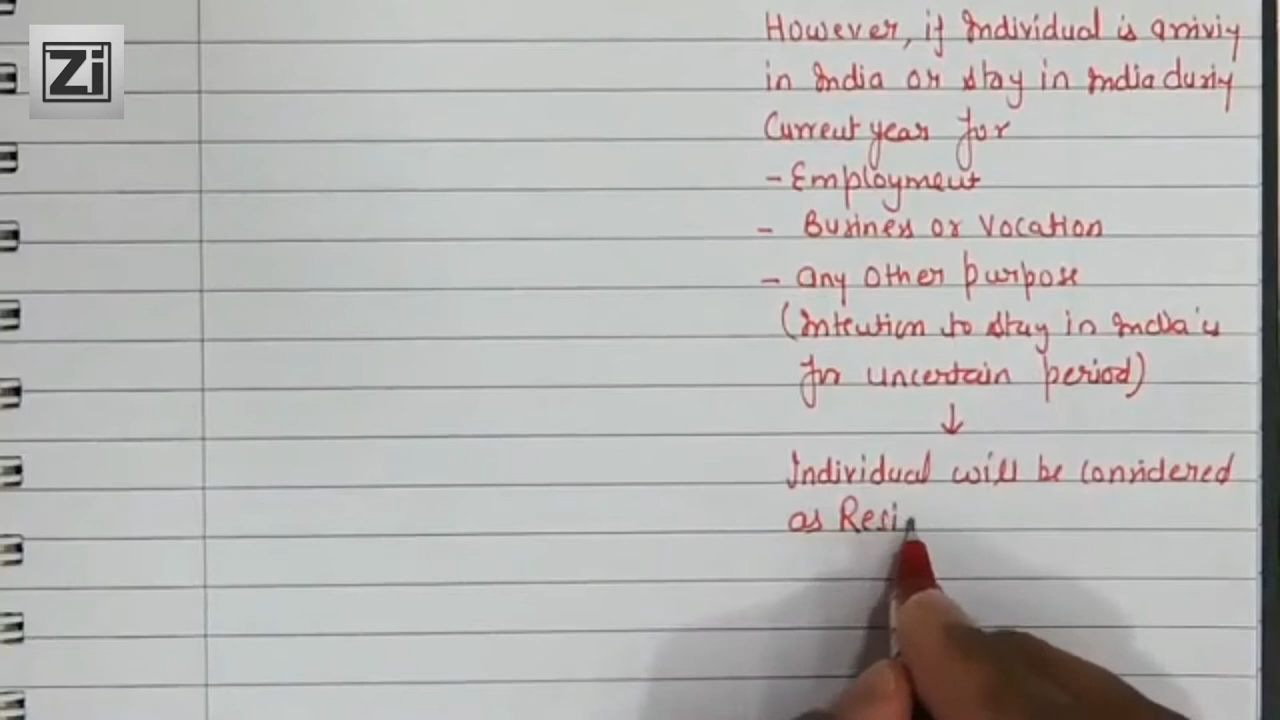 Zi
However, if Individual is arriving
in India or stay in India during
Current year for
- Employment
- Business or Vocation
- any other purpose
(Intention to stay in India is
for uncertain period)
↓
Individual will be considered
as Resi